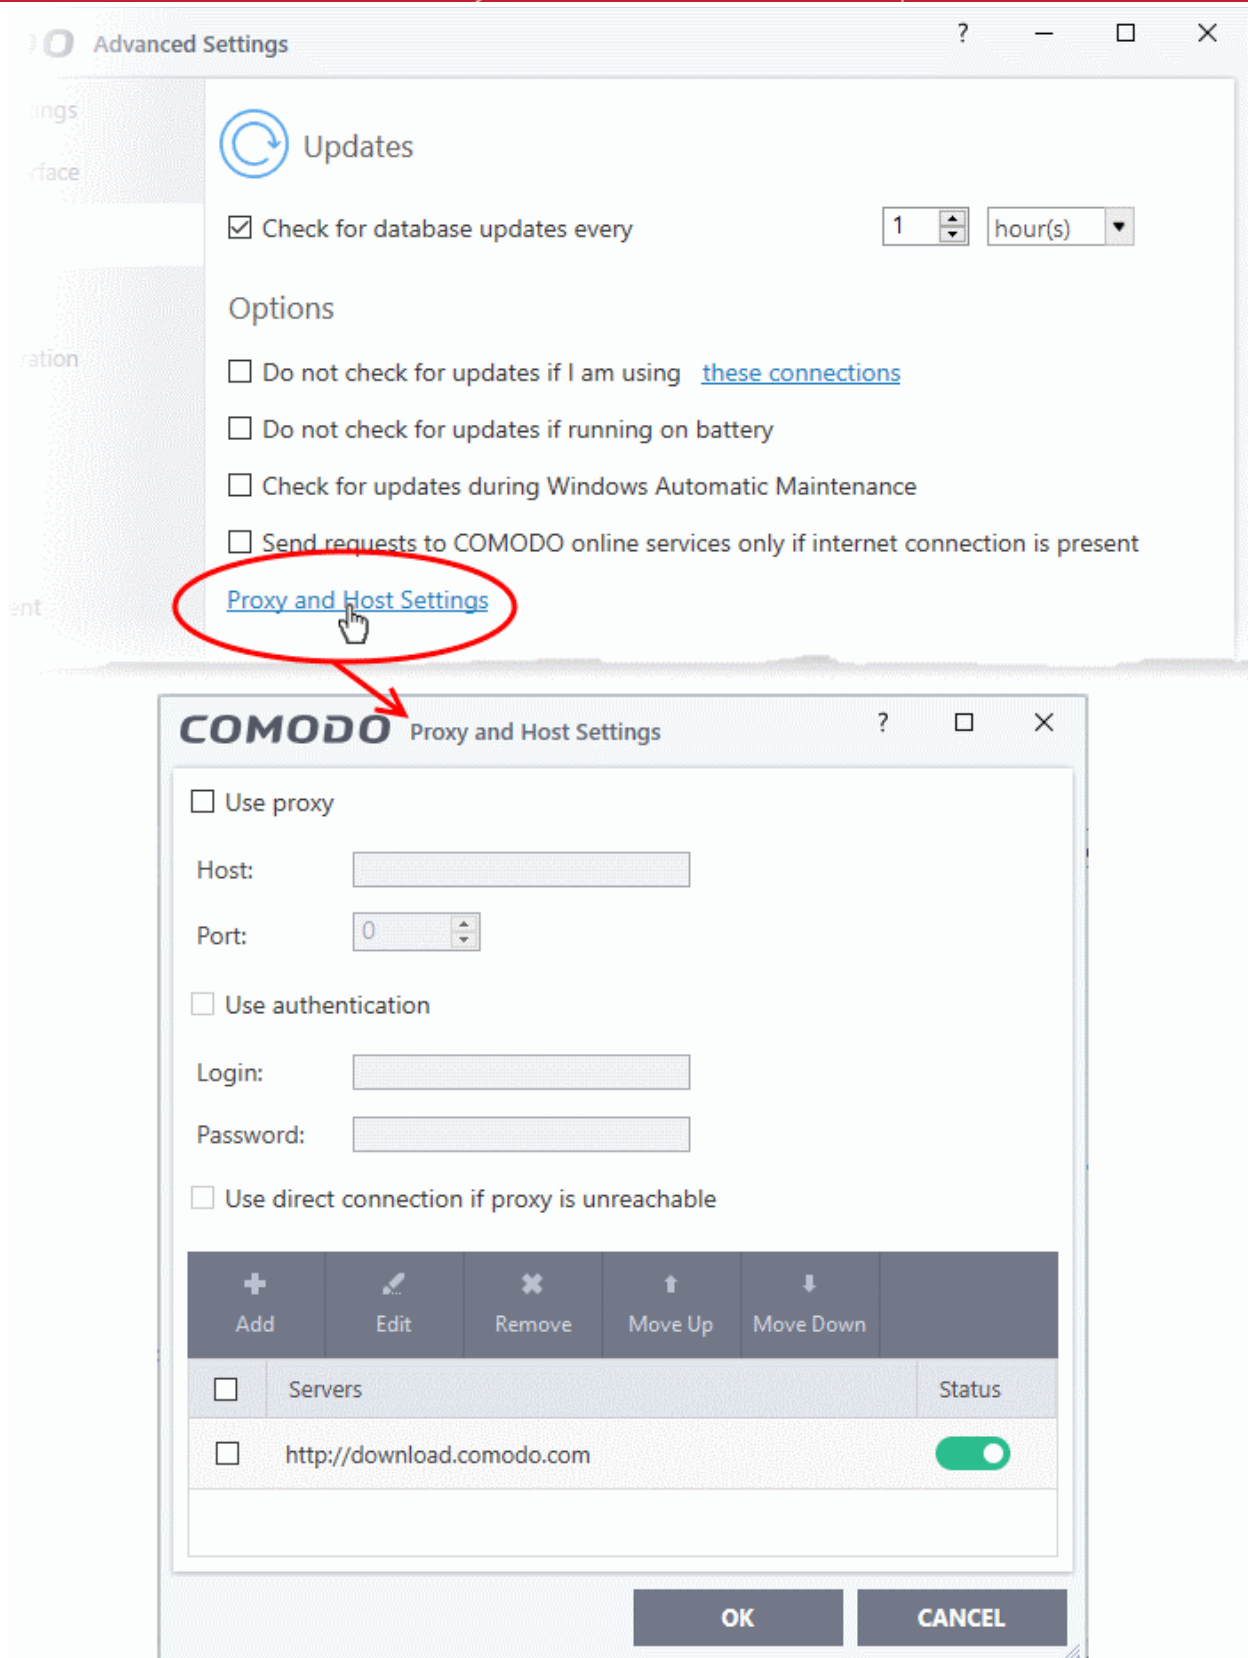 Advanced Settings ?
Updates
Check for database updates every 1 hour(s)
Options
Do not check for updates if I am using these connections
Do not check for updates if running on battery
ation
Check for updates during Windows Automatic Maintenance
Send requests to COMODO online services only if internet connection is present
Proxy and Host Settings
COMODO Proxy and Host Settings ?
Use proxy
Host:
Port: 0
Use authentication
Login:
Password:
Use direct connection if proxy is unreachable
Add Edit Remove Move Up Move Down
Servers Status
http://download.comodo.com
OK CANCEL